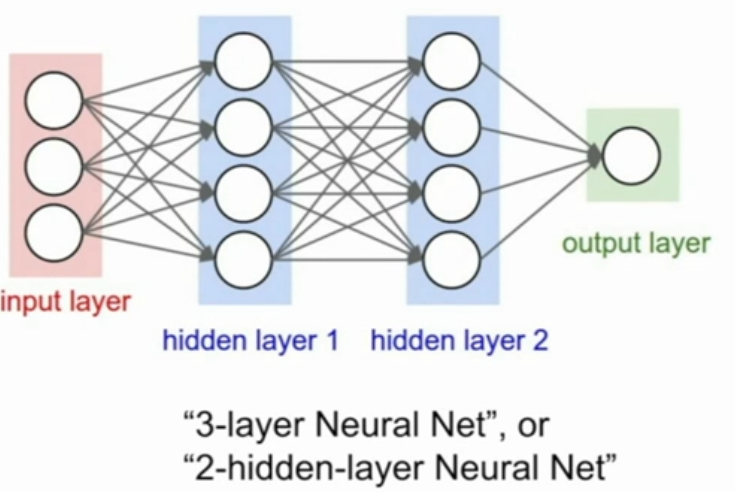 output layer
input layer
hidden layer 1 hidden layer 2
“3-layer Neural Net”, or
“2-hidden-layer Neural Net”